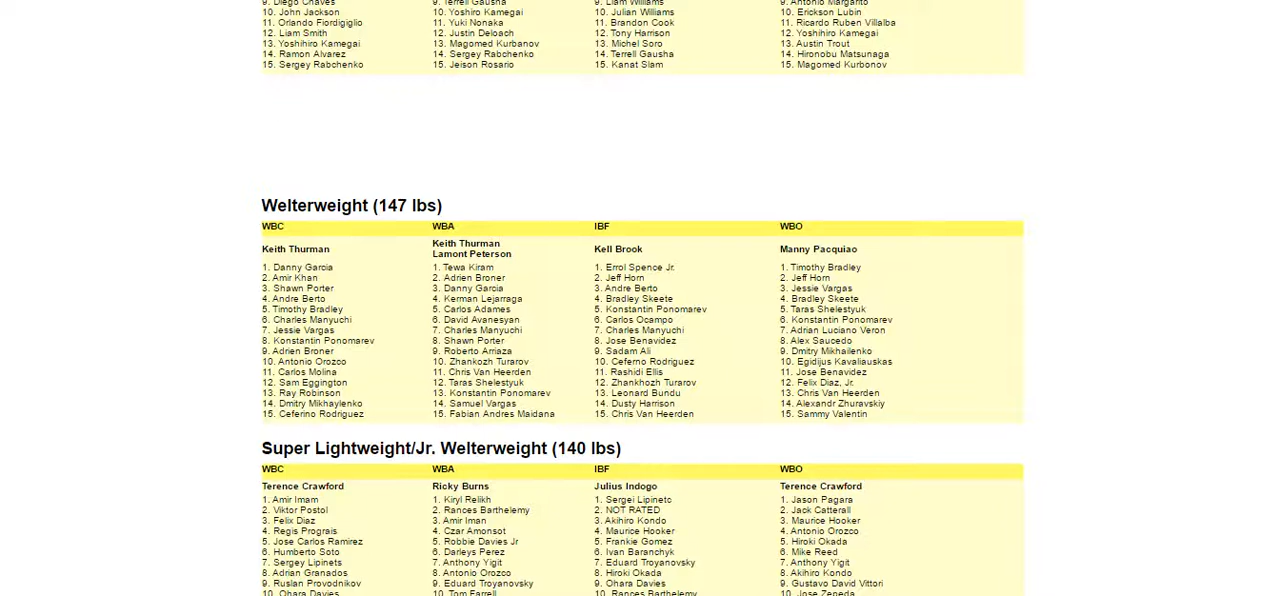 9. Diego Chaves 9. Terrell Gausha 9. Liam Williams 9. Antonio Margarito
10. John Jackson 10. Yoshiro Kamegai 10. Julian Williams 10. Erickson Lubin
11. Orlando Fiordigiglio 11. Yuki Nonaka 11. Brandon Cook 11. Ricardo Ruben Villalba
12. Liam Smith 12. Justin Deloach 12. Tony Harrison 12. Yoshihiro Kamegai
13. Yoshihiro Kamegai 13. Magomed Kurbanov 13. Michel Soro 13. Austin Trout
14. Ramon Alvarez 14. Sergey Rabchenko 14. Terrell Gausha 14. Hironobu Matsunaga
15. Sergey Rabchenko 15. Jeison Rosario 15. Kanat Slam 15. Magomed Kurbonov
Welterweight (147 lbs)
WBC WBA IBF WBO
Keith Thurman Keith Thurman Kell Brook Manny Pacquiao
Lamont Peterson
1. Danny Garcia 1. Tewa Kiram 1. Errol Spence Jr. 1. Timothy Bradley
2. Amir Khan 2. Adrien Broner 2. Jeff Horn 2. Jeff Horn
3. Shawn Porter 3. Danny Garcia 3. Andre Berto 3. Jessie Vargas
4. Andre Berto 4. Kerman Lejarraga 4. Bradley Skeete 4. Bradley Skeete
5. Timothy Bradley 5. Carlos Adames 5. Konstantin Ponomarev 5. Taras Shelestyuk
6. Charles Manyuchi 6. David Avanesyan 6. Carlos Ocampo 6. Konstantin Ponomarev
7. Jessie Vargas 7. Charles Manyuchi 7. Charles Manyuchi 7. Adrian Luciano Veron
8. Konstantin Ponomarev 8. Shawn Porter 8. Jose Benavidez 8. Alex Saucedo
9. Adrien Broner 9. Roberto Arriaza 9. Sadam Ali 9. Dmitry Mikhailenko
10. Antonio Orozco 10. Zhankozh Turarov 10. Ceferno Rodriguez 10. Egidijus Kavaliauskas
11. Carlos Molina 11. Chris Van Heerden 11. Rashidi Ellis 11. Jose Benavidez
12. Sam Eggington 12. Taras Shelestyuk 12. Zhankhozh Turarov 12. Felix Diaz, Jr.
13. Ray Robinson 13. Konstantin Ponomarev 13. Leonard Bundu 13. Chris Van Heerden
14. Dmitry Mikhaylenko 14. Samuel Vargas 14. Dusty Harrison 14. Alexandr Zhuravskiy
15. Ceferino Rodriguez 15. Fabian Andres Maidana 15. Chris Van Heerden 15. Sammy Valentin
Super Lightweight/Jr. Welterweight (140 lbs)
WBC WBA IBF WBO
Terence Crawford Ricky Burns Julius Indogo Terence Crawford
1. Amir Imam 1. Kiryl Relikh 1. Sergei Lipinetc 1. Jason Pagara
2. Viktor Postol 2. Rances Barthelemy 2. NOT RATED 2. Jack Catterall
3. Felix Diaz 3. Amir Iman 3. Akihiro Kondo 3. Maurice Hooker
4. Regis Prograis 4. Czar Amonsot 4. Maurice Hooker 4. Antonio Orozco
5. Jose Carlos Ramirez 5. Robbie Davies Jr 5. Frankie Gomez 5. Hiroki Okada
6. Humberto Soto 6. Darleys Perez 6. Ivan Baranchyk 6. Mike Reed
7. Sergey Lipinets 7. Anthony Yigit 7. Eduard Troyanovsky 7. Anthony Yigit
8. Adrian Granados 8. Antonio Orozco 8. Hiroki Okada 8. Akihiro Kondo
9. Ruslan Provodnikov 9. Eduard Troyanovsky 9. Ohara Davies 9. Gustavo David Vittori
10. Ohara Davies 10. Tom Farrell 10. Rances Barthelemy 10. Jose Zepeda